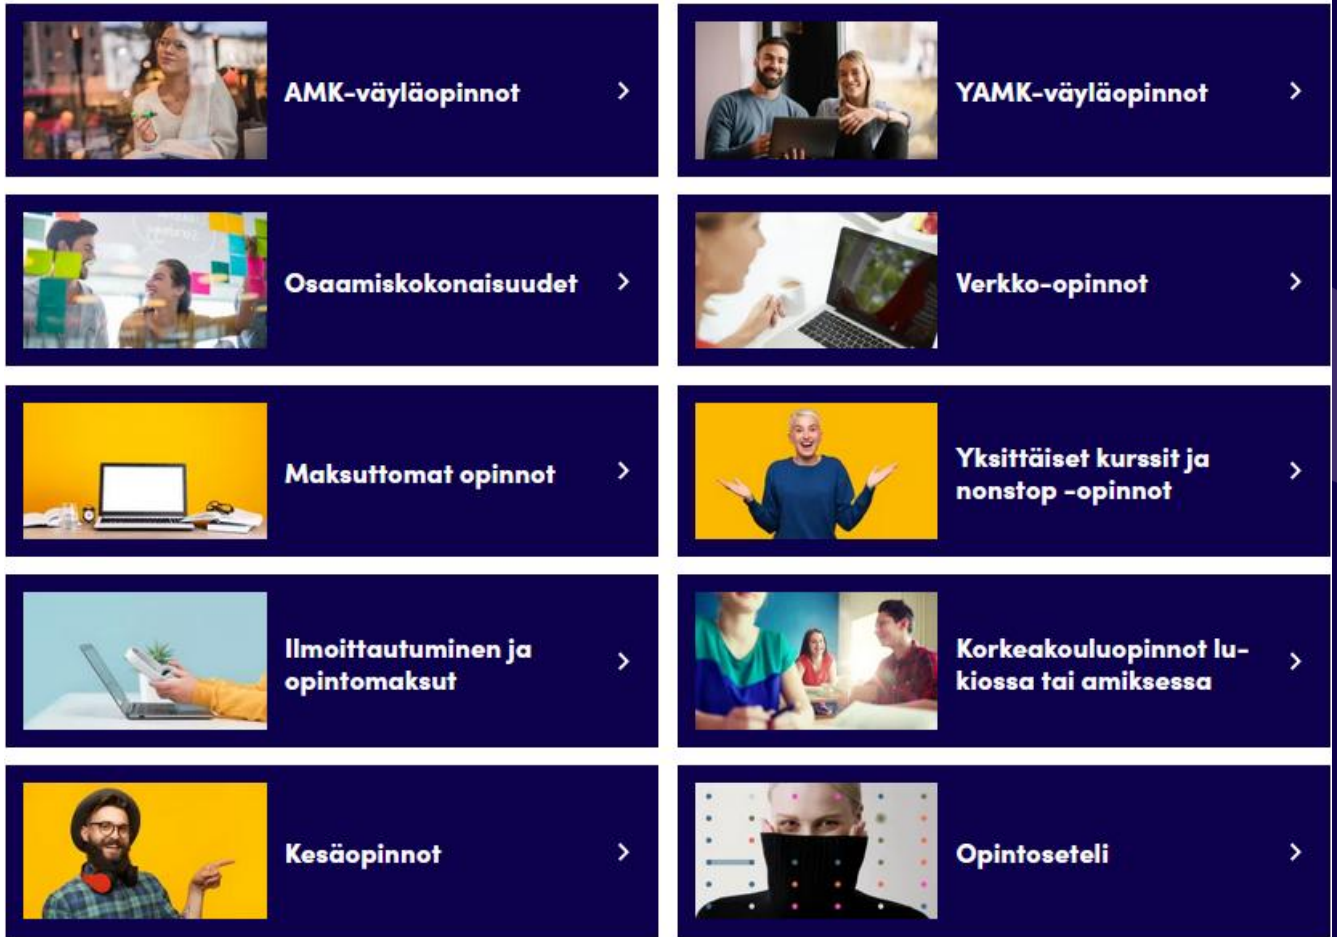 AMK-väyläopinnot
YAMK-väyläopinnot
Osaamiskokonaisuudet
Verkko-opinnot
Maksuttomat opinnot
Yksittäiset kurssit ja
nonstop -opinnot
Ilmoittautuminen ja
opintomaksut
Korkeakouluopinnot lu-
kiossa tai amiksessa
Kesäopinnot
Opintoseteli